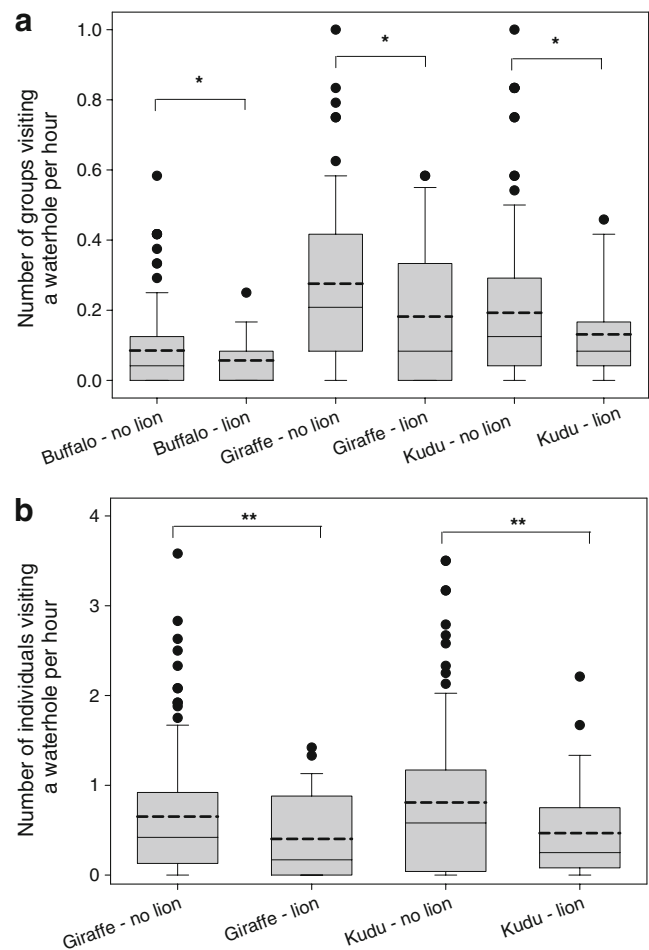 a
Number of groups visiting
a waterhole per hour
1.0
0.8
0.6
0.4
0.2
0.0
*
*
*
Buffalo - no lion
Buffalo - lion
Giraffe - no lion
Giraffe - lion
Kudu - no lion
Kudu - lion
b
Number of individuals visiting
a waterhole per hour
4
3
2
1
0
**
**
Giraffe - no lion
Giraffe - lion
Kudu - no lion
Kudu - lion